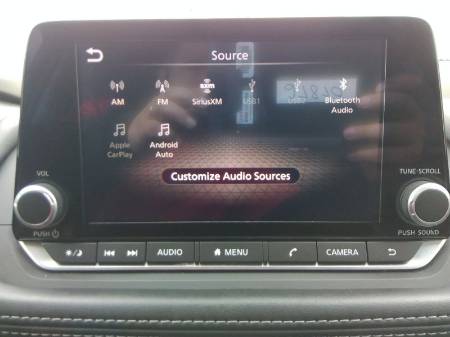 Source
AM FM SiriusXM USB1 USB2 Bluetooth Audio
Apple CarPlay Android Auto
Customize Audio Sources
VOL
TUNE·SCROLL
PUSH
PUSH SOUND
AUDIO
MENU
CAMERA